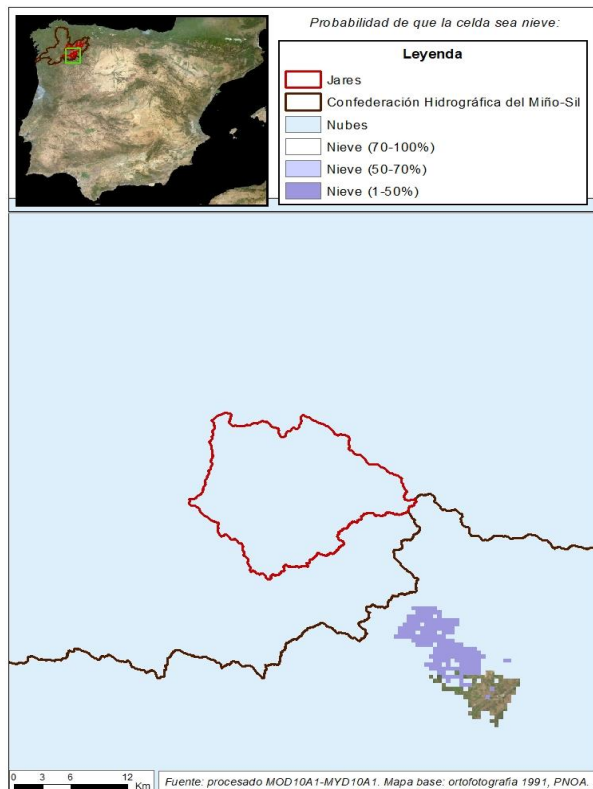 Probabilidad de que la celda sea nieve:
Leyenda
Jares
Confederación Hidrográfica del Miño-Sil
Nubes
Nieve (70-100%)
Nieve (50-70%)
Nieve (1-50%)
0 3 6 12
Km
Fuente: procesado MOD10A1-MYD10A1. Mapa base: ortofotografia 1991, PNOA.